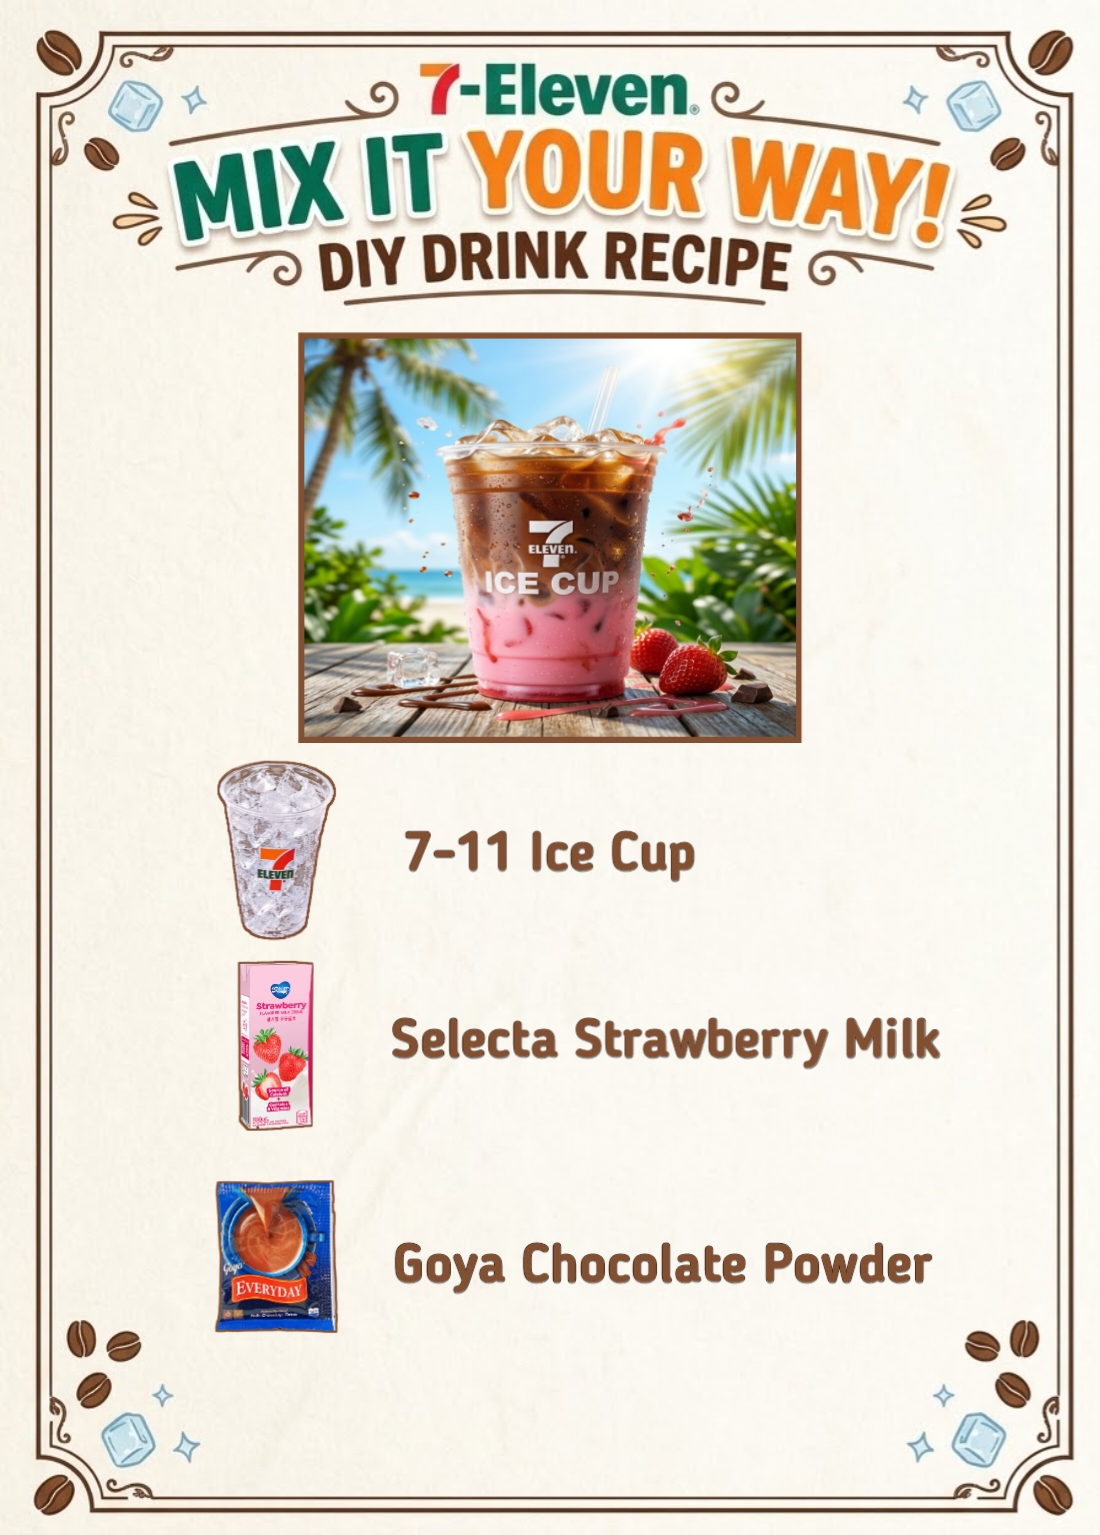 7-Eleven®
MIX IT YOUR WAY!
DIY DRINK RECIPE
7
ELEVEN.
ICE CUP
7-11 Ice Cup
7
ELEVEN
Selecta Strawberry Milk
Strawberry
Goya Chocolate Powder
Goya
EVERYDAY